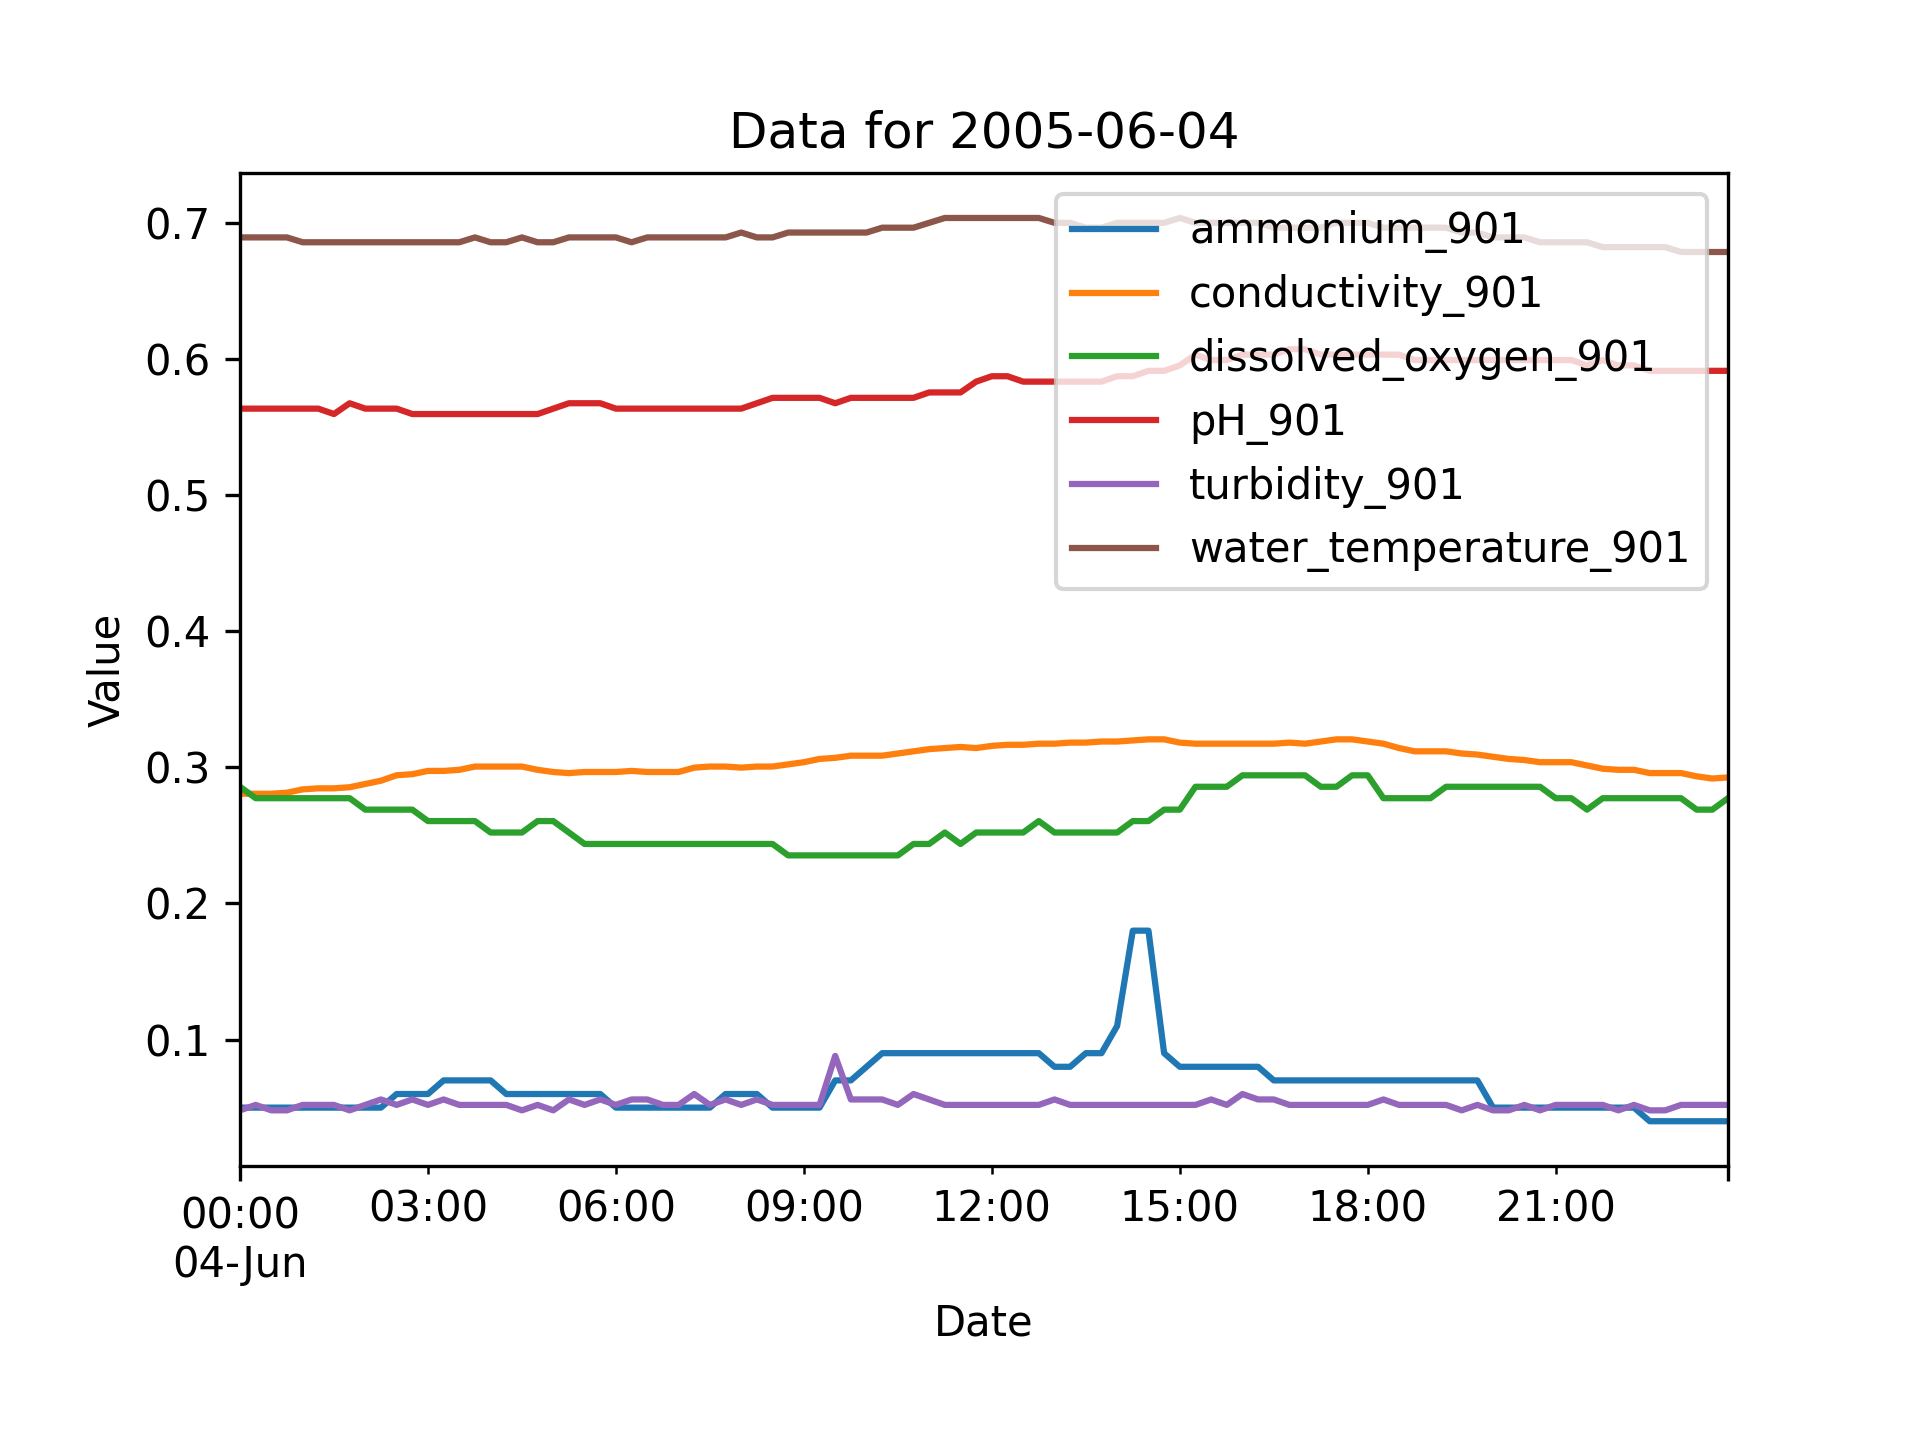 Data for 2005-06-04
0.7
0.6
0.5
0.4
0.3
0.2
0.1
Value
ammonium_901
conductivity_901
dissolved_oxygen_901
pH_901
turbidity_901
water_temperature_901
00:00 03:00 06:00 09:00 12:00 15:00 18:00 21:00
04-Jun
Date